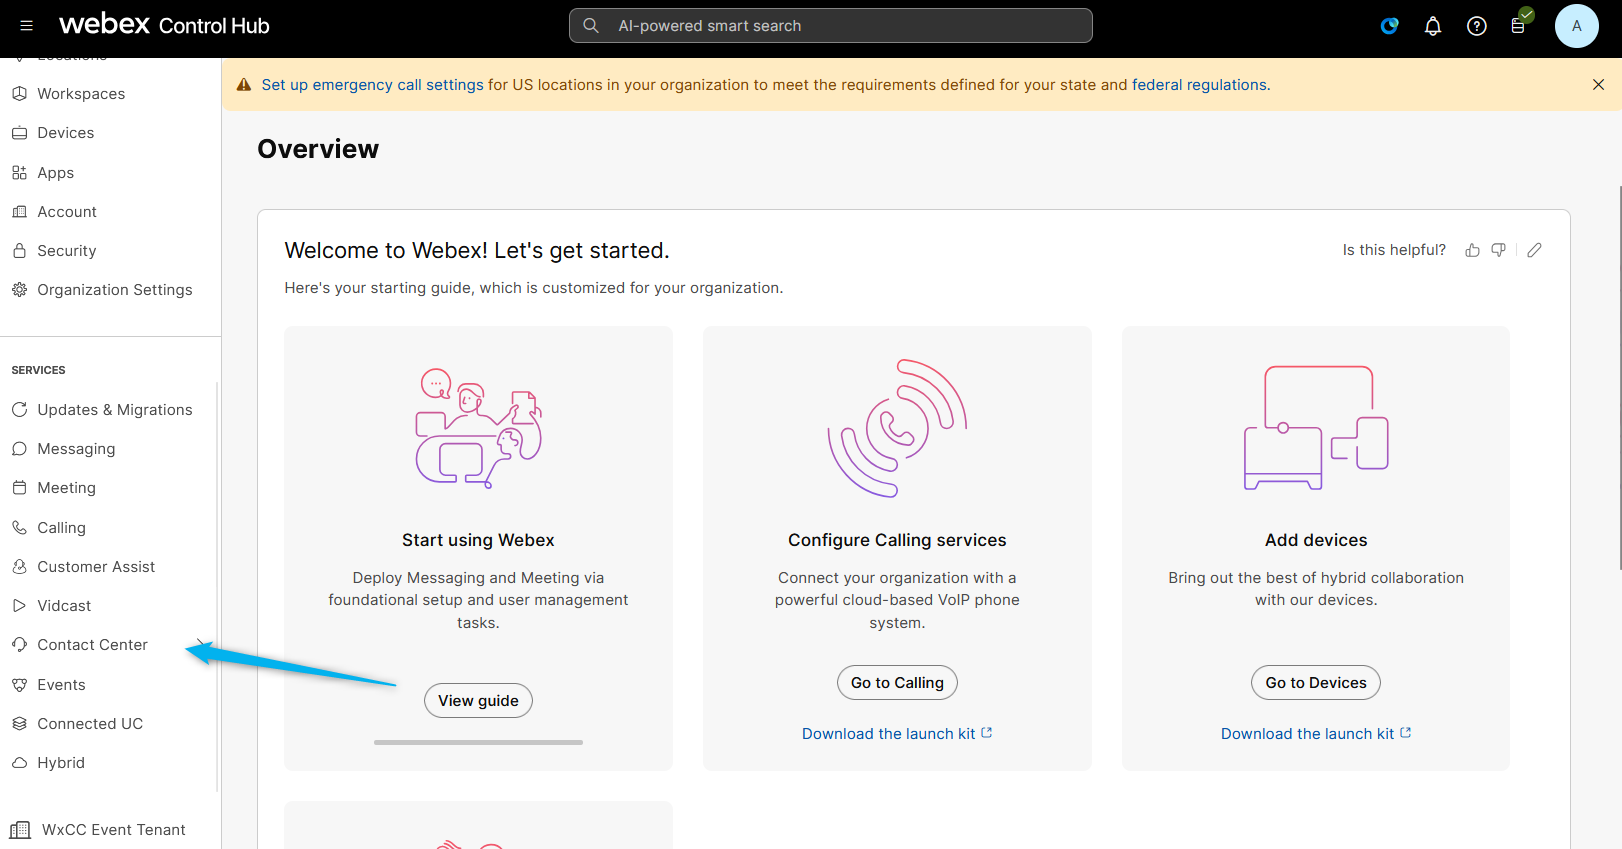 webex Control Hub
AI-powered smart search
A
Locations
Workspaces
Devices
Apps
Account
Security
Organization Settings
SERVICES
Updates & Migrations
Messaging
Meeting
Calling
Customer Assist
Vidcast
Contact Center
Events
Connected UC
Hybrid
WxCC Event Tenant
Set up emergency call settings for US locations in your organization to meet the requirements defined for your state and federal regulations.
Overview
Welcome to Webex! Let's get started.
Is this helpful?
Here's your starting guide, which is customized for your organization.
Start using Webex
Deploy Messaging and Meeting via
foundational setup and user management
tasks.
View guide
Configure Calling services
Connect your organization with a
powerful cloud-based VoIP phone
system.
Go to Calling
Download the launch kit
Add devices
Bring out the best of hybrid collaboration
with our devices.
Go to Devices
Download the launch kit